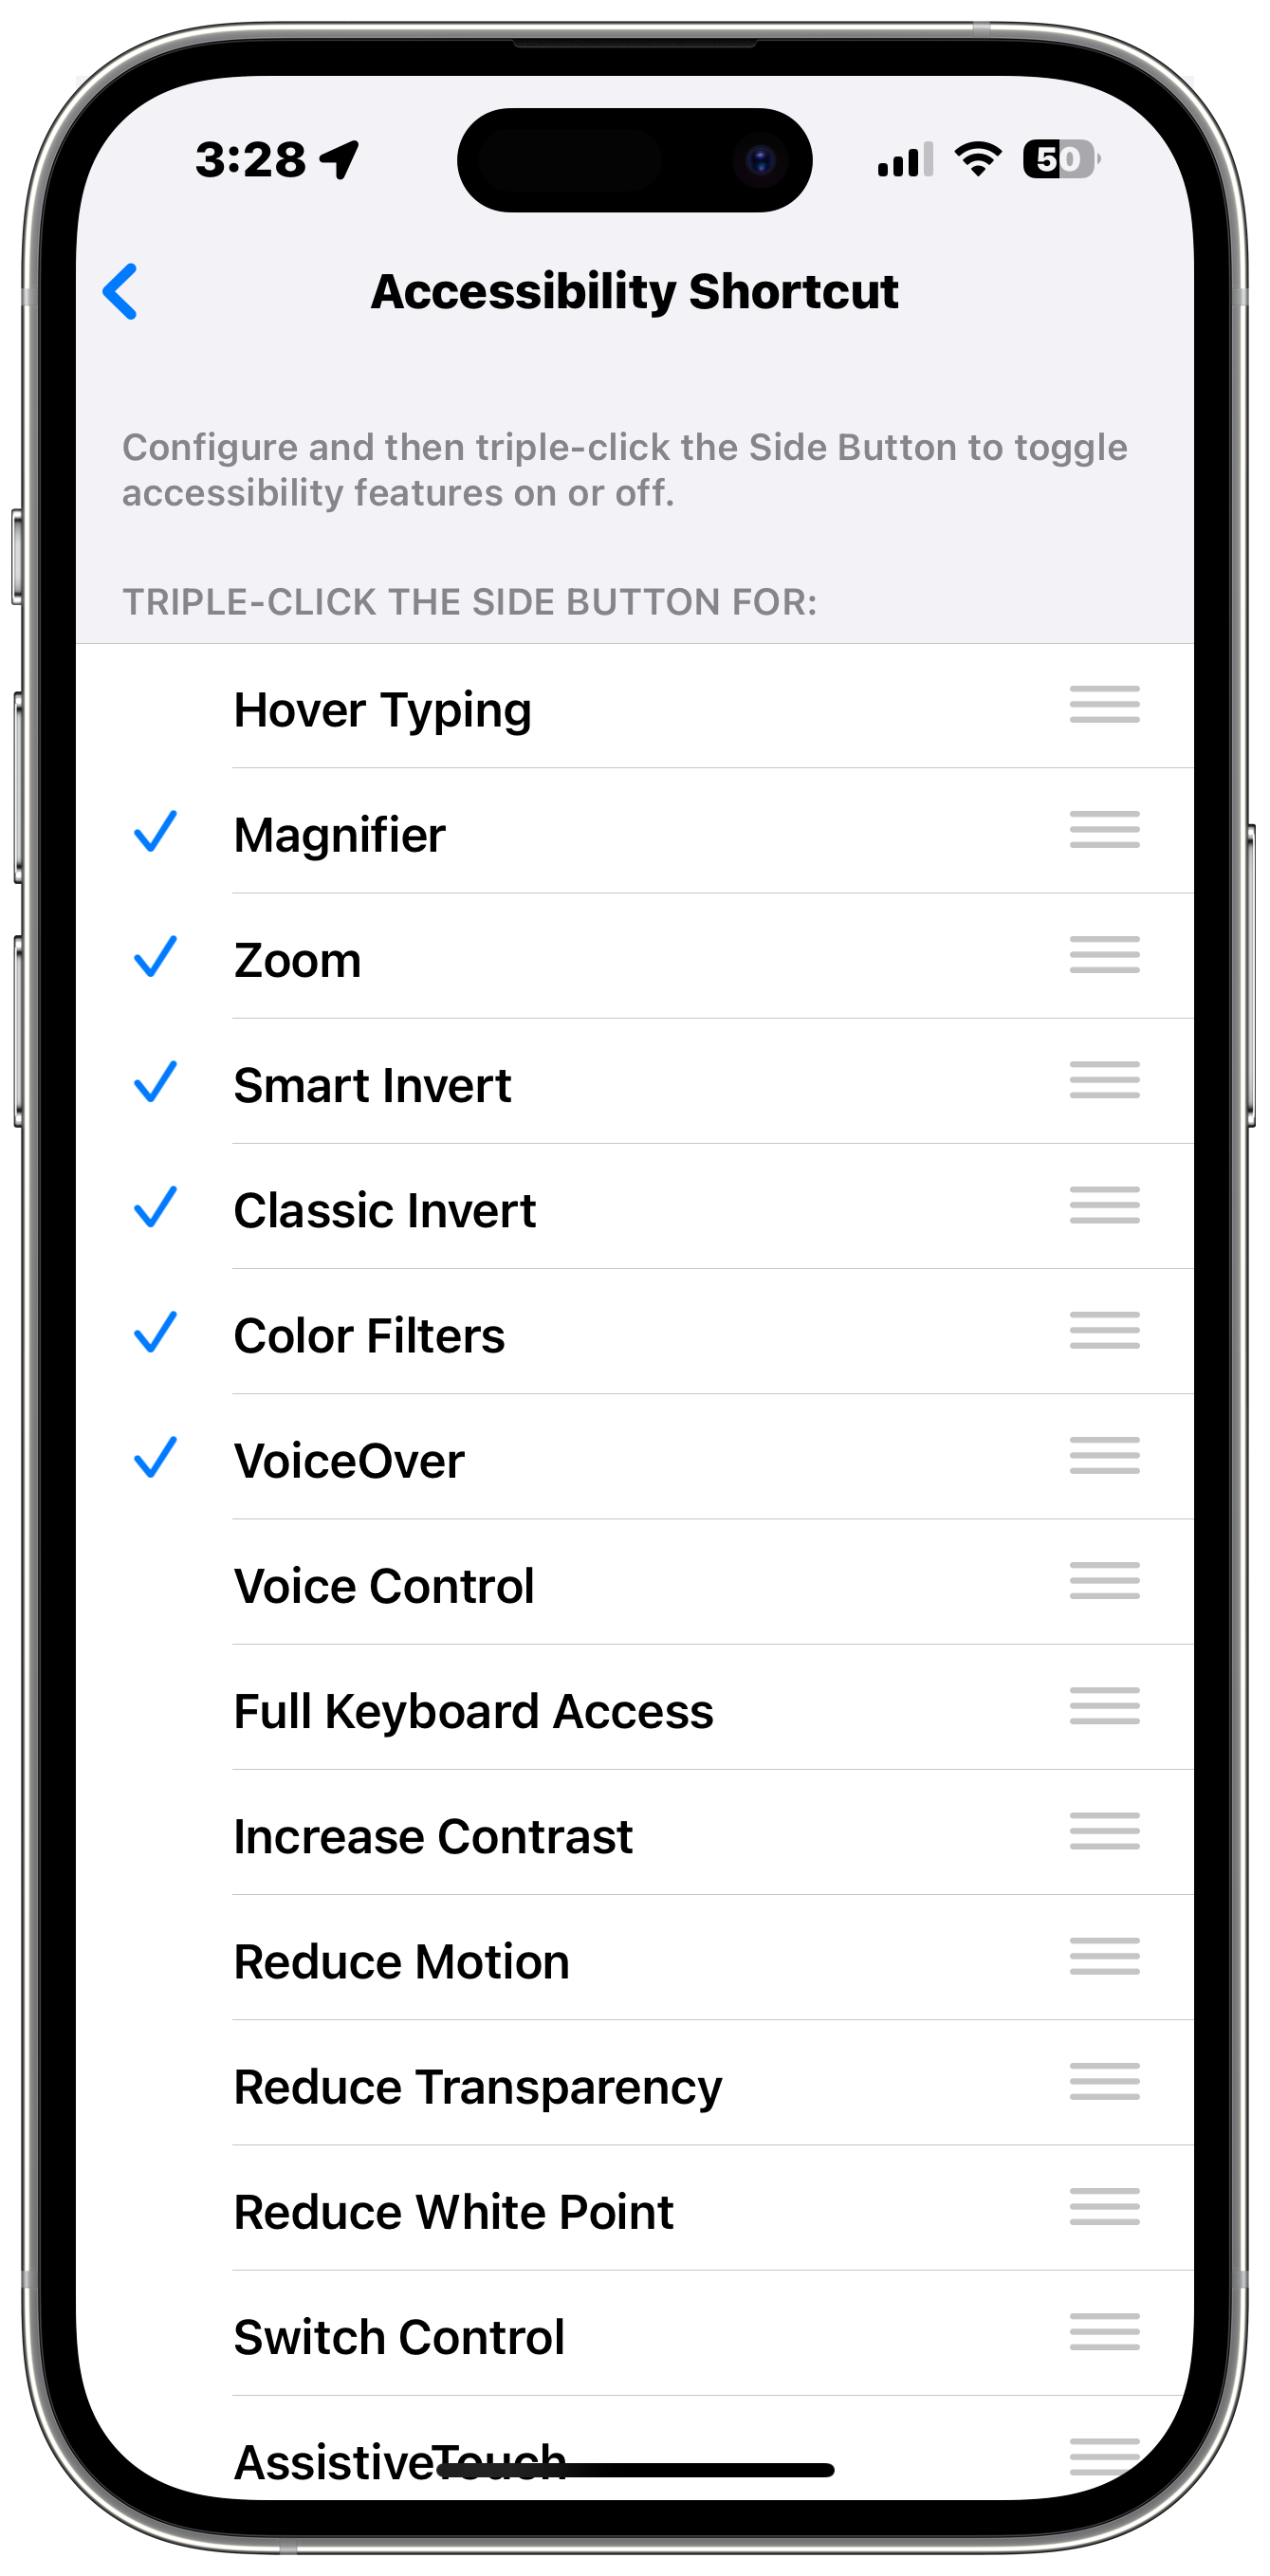 3:28
50
Accessibility Shortcut
Configure and then triple-click the Side Button to toggle
accessibility features on or off.
TRIPLE-CLICK THE SIDE BUTTON FOR:
Hover Typing
Magnifier
Zoom
Smart Invert
Classic Invert
Color Filters
VoiceOver
Voice Control
Full Keyboard Access
Increase Contrast
Reduce Motion
Reduce Transparency
Reduce White Point
Switch Control
AssistiveTouch